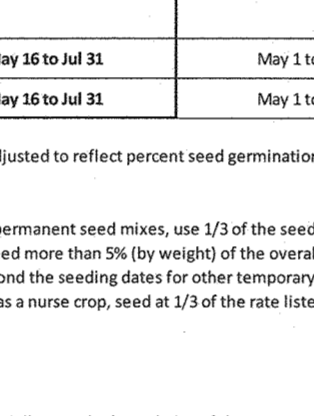 ay 16 to Jul 31 May 1 to
ay 16 to Jul 31 May 1 to
djusted to reflect percent seed germination
permanent seed mixes, use 1/3 of the seed
ed more than 5% (by weight) of the overal
ond the seeding dates for other temporary
as a nurse crop, seed at 1/3 of the rate liste